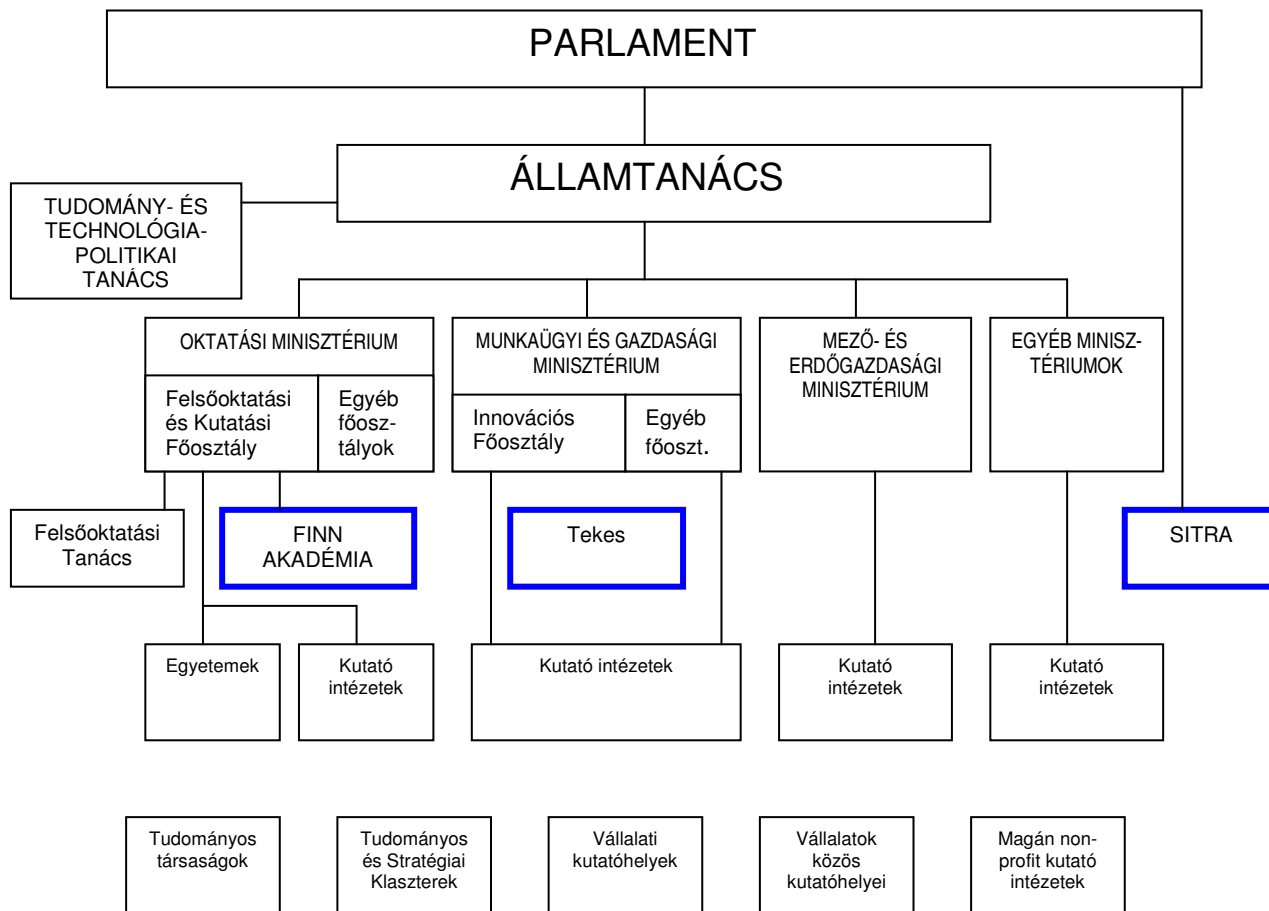 PARLAMENT
ÁLLAMTANÁCS
TUDOMÁNY- ÉS
TECHNOLÓGIA-
POLITIKAI
TANÁCS
OKTATÁSI MINISZTÉRIUM
Felsőoktatási
és Kutatási
Főosztály
Egyéb
főosz-
tályok
MUNKAÜGYI ÉS GAZDASÁGI
MINISZTÉRIUM
Innovációs
Főosztály
Egyéb
főoszt.
MEZŐ- ÉS
ERDŐGAZDASÁGI
MINISZTÉRIUM
EGYÉB MINISZ-
TÉRIUMOK
Felsőoktatási
Tanács
FINN
AKADÉMIA
Tekes
SITRA
Egyetemek
Kutató
intézetek
Kutató intézetek
Kutató
intézetek
Kutató
intézetek
Tudományos
társaságok
Tudományos
és Stratégiai
Klaszterek
Vállalati
kutatóhelyek
Vállalatok
közös
kutatóhelyei
Magán non-
profit kutató
intézetek